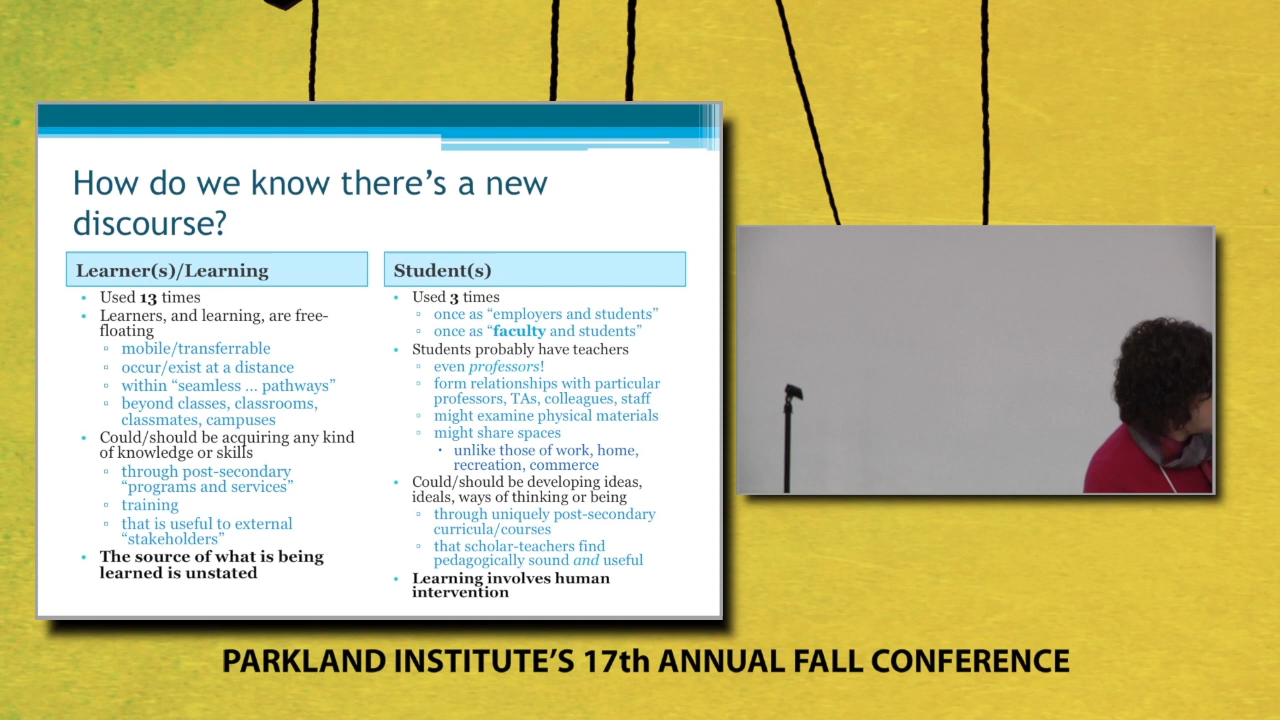 How do we know there's a new
discourse?
Learner(s)/Learning
• Used 13 times
• Learners, and learning, are free-
floating
▫ mobile/transferrable
▫ occur/exist at a distance
▫ within “seamless ... pathways”
▫ beyond classes, classrooms,
classmates, campuses
• Could/should be acquiring any kind
of knowledge or skills
▫ through post-secondary
“programs and services”
▫ training
▫ that is useful to external
“stakeholders”
• The source of what is being
learned is unstated
Student(s)
• Used 3 times
▫ once as “employers and students”
▫ once as “faculty and students”
• Students probably have teachers
▫ even professors!
▫ form relationships with particular
professors, TAs, colleagues, staff
▫ might examine physical materials
▫ might share spaces
· unlike those of work, home,
recreation, commerce
• Could/should be developing ideas,
ideals, ways of thinking or being
▫ through uniquely post-secondary
curricula/courses
▫ that scholar-teachers find
pedagogically sound and useful
• Learning involves human
intervention
PARKLAND INSTITUTE'S 17th ANNUAL FALL CONFERENCE